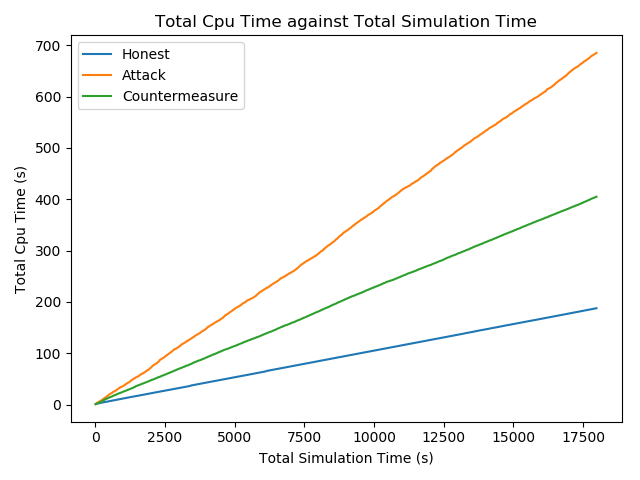 Total Cpu Time against Total Simulation Time
Honest
Attack
Countermeasure
Total Cpu Time (s)
700
600
500
400
300
200
100
0
0 2500 5000 7500 10000 12500 15000 17500
Total Simulation Time (s)